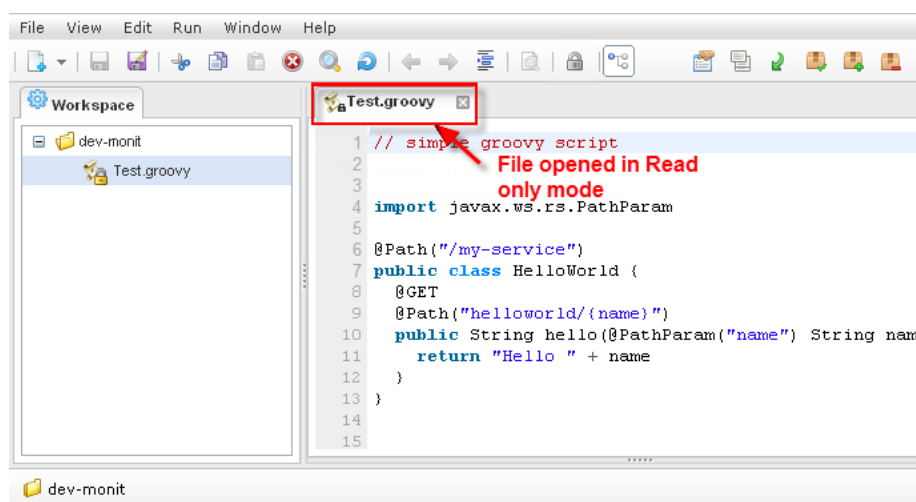 File View Edit Run Window Help
Workspace
Test.groovy
dev-monit
Test.groovy
1 // simple groovy script
2
3
4 import javax.ws.rs.PathParam
5
6 @Path("/my-service")
7 public class HelloWorld {
8 @GET
9 @Path("helloworld/{name}")
10 public String hello(@PathParam("name") String nam
11 return "Hello " + name
12 }
13 }
14
15
File opened in Read
only mode
dev-monit